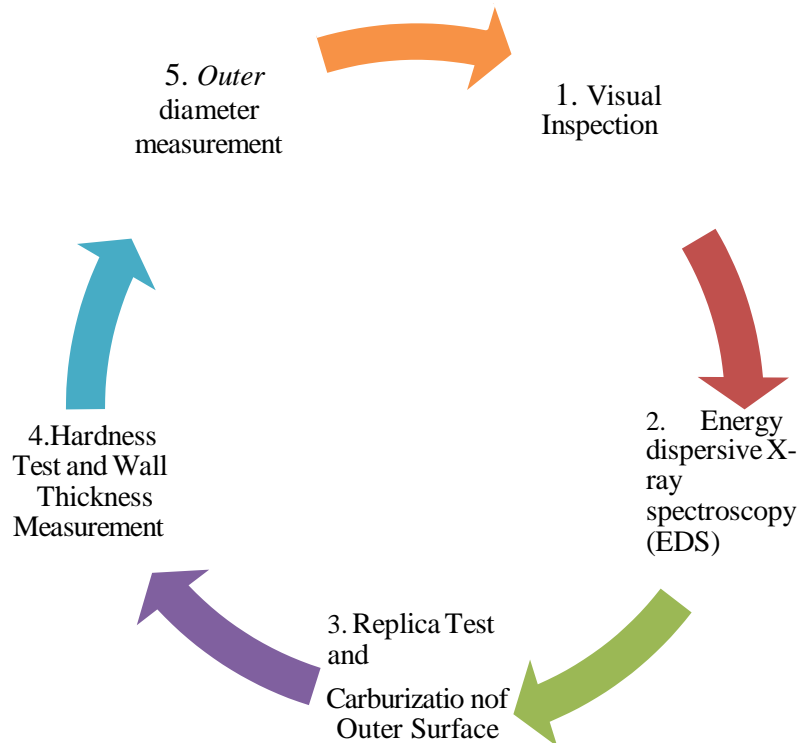 1. Visual
Inspection
2. Energy
dispersive X-
ray
spectroscopy
(EDS)
3. Replica Test
and
Carburizatio nof
Outer Surface
4.Hardness
Test and Wall
Thickness
Measurement
5. Outer
diameter
measurement